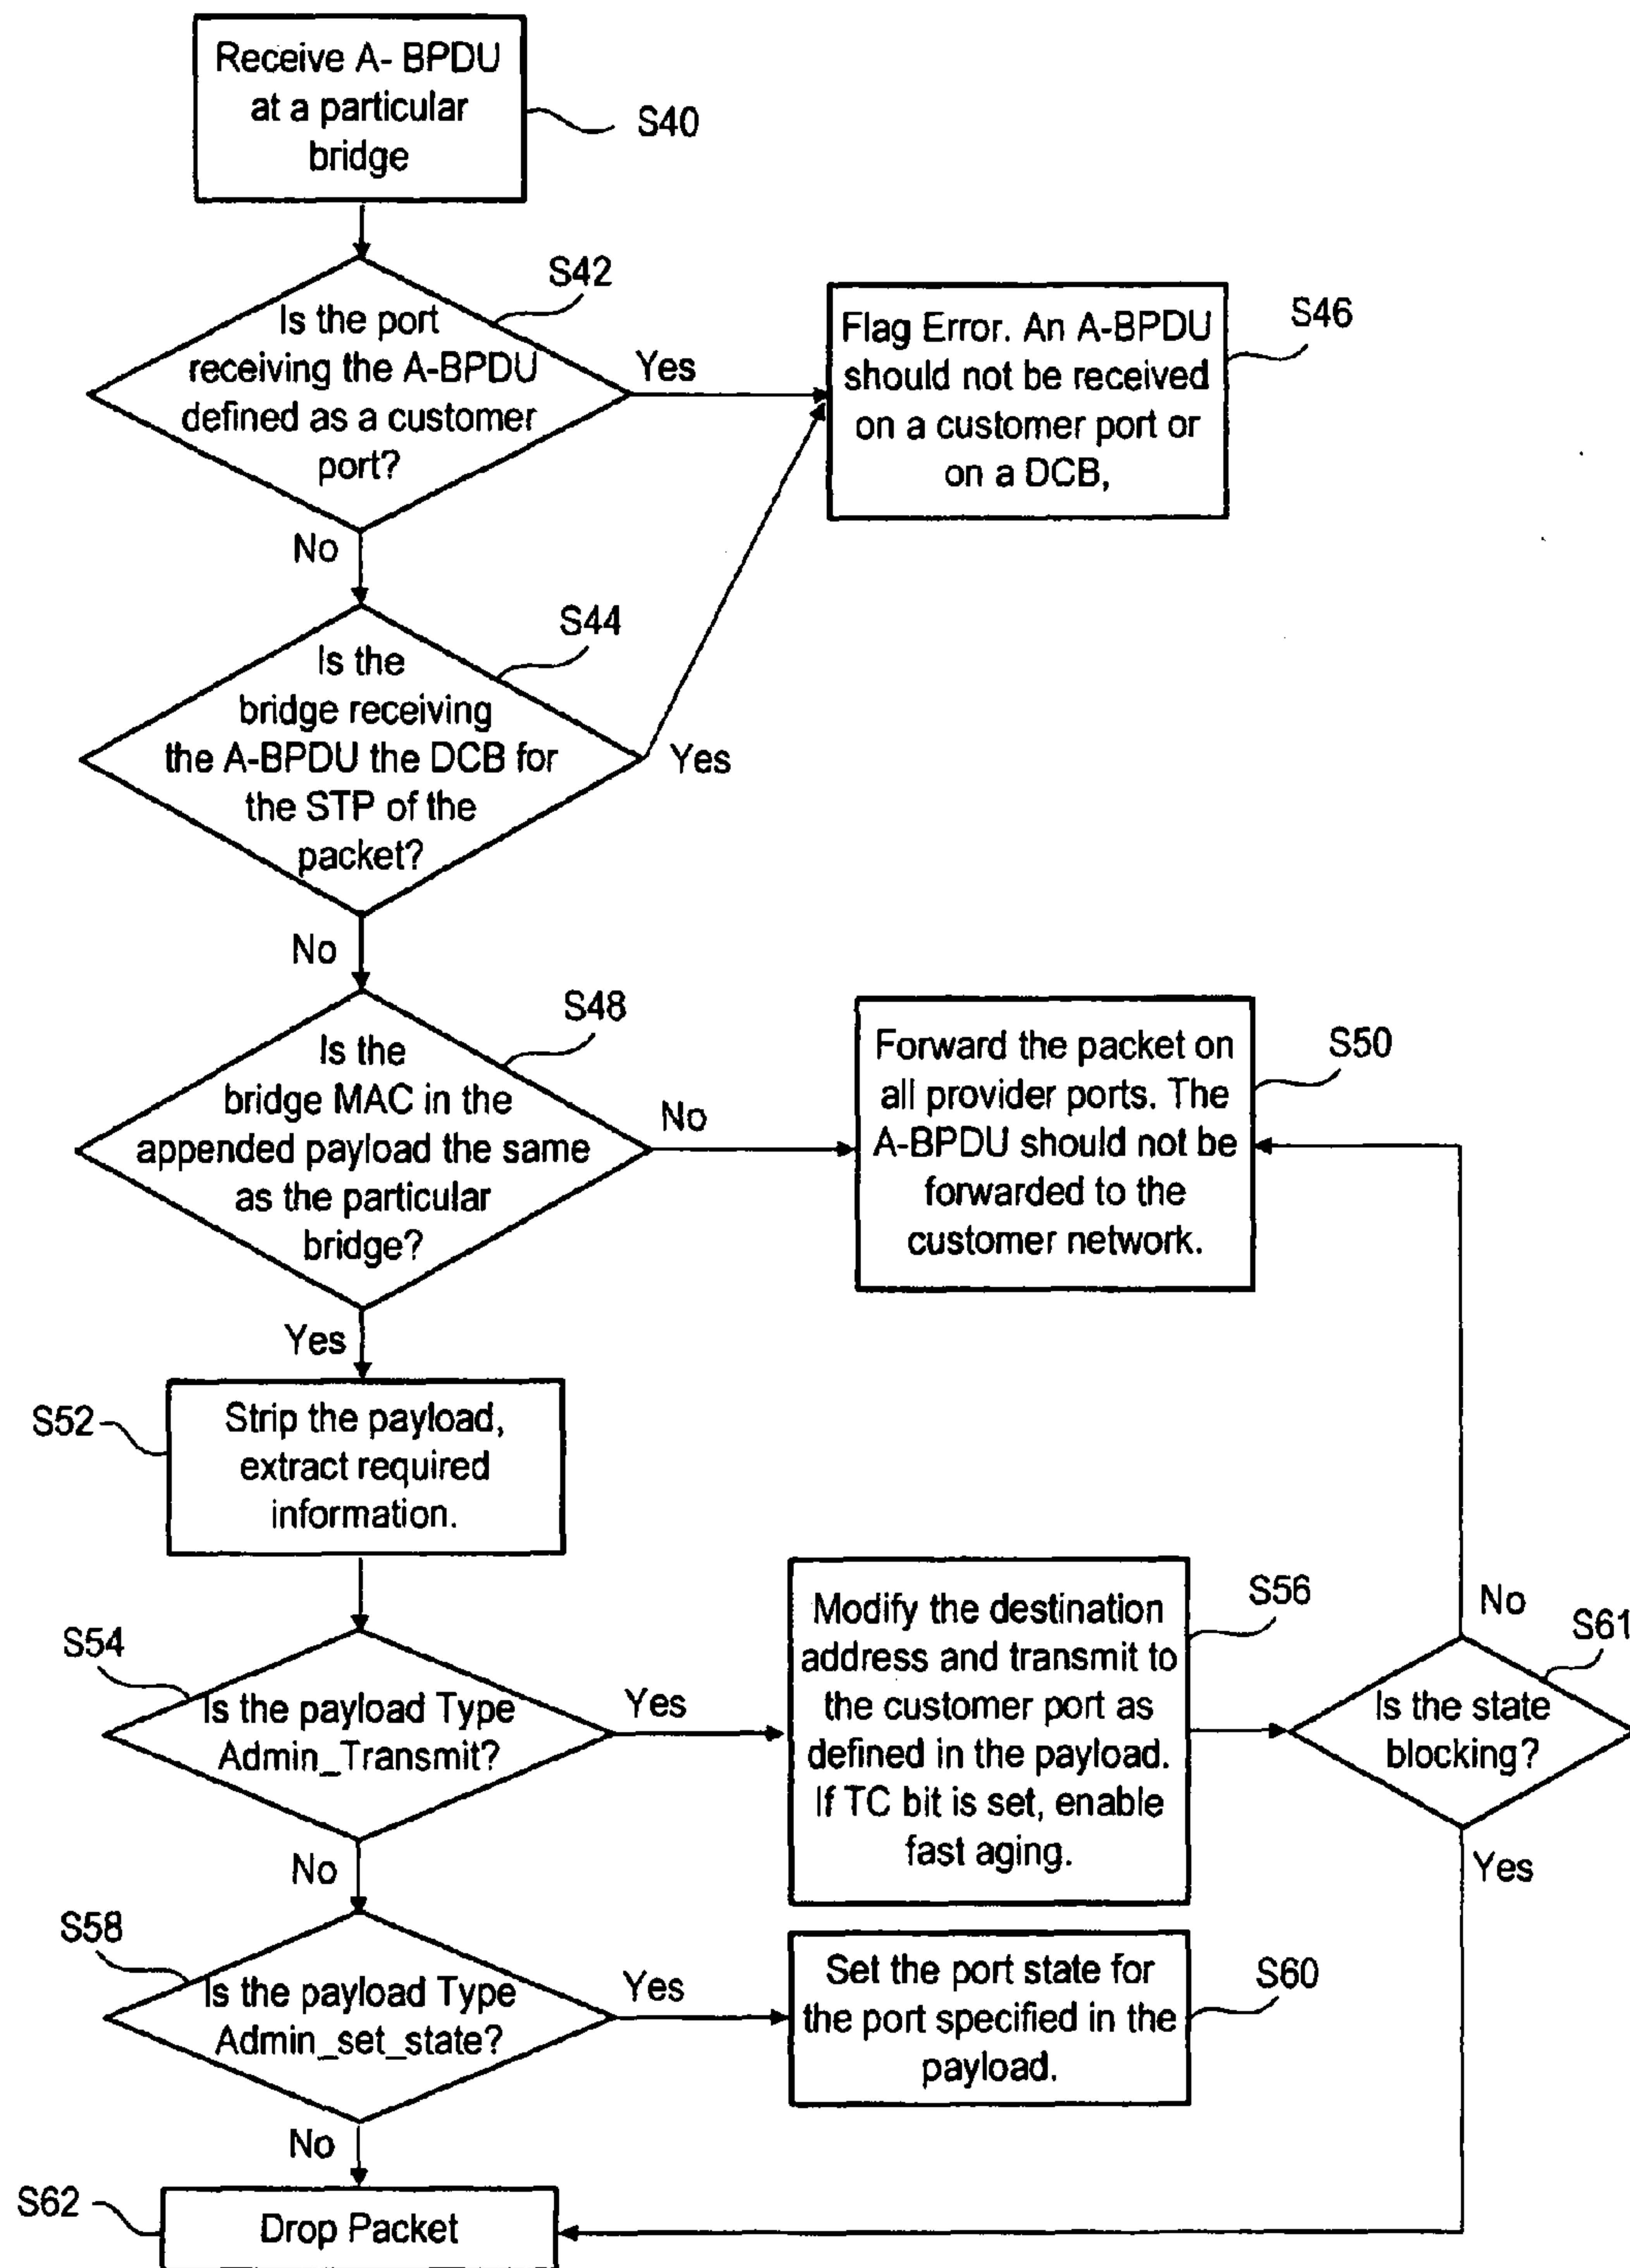 Receive A- BPDU
at a particular
bridge
S40
S42
Is the port
receiving the A-BPDU
defined as a customer
port?
Yes
No
Flag Error. An A-BPDU
should not be received
on a customer port or
on a DCB,
S46
S44
Is the
bridge receiving
the A-BPDU the DCB for
the STP of the
packet?
Yes
No
S48
Is the
bridge MAC in the
appended payload the same
as the particular
bridge?
No
Yes
Forward the packet on
all provider ports. The
A-BPDU should not be
forwarded to the
customer network.
S50
S52
Strip the payload,
extract required
information.
S54
Is the payload Type
Admin_Transmit?
Yes
No
Modify the destination
address and transmit to
the customer port as
defined in the payload.
If TC bit is set, enable
fast aging.
S56
No
S61
Is the state
blocking?
Yes
S58
Is the payload Type
Admin_set_state?
Yes
No
Set the port state for
the port specified in the
payload.
S60
S62
Drop Packet